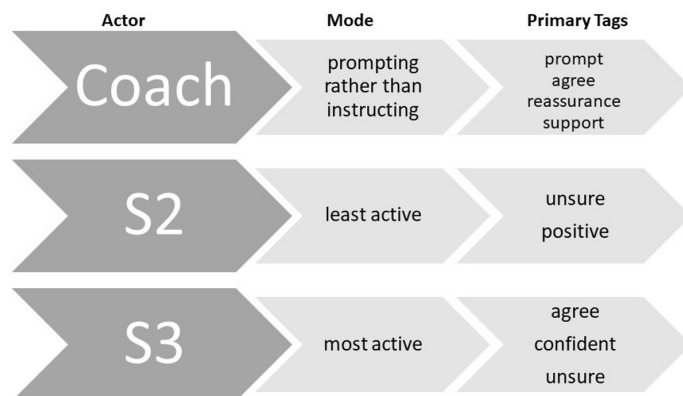 Actor Mode Primary Tags
Coach
prompting
rather than
instructing
prompt
agree
reassurance
support
S2
least active
unsure
positive
S3
most active
agree
confident
unsure